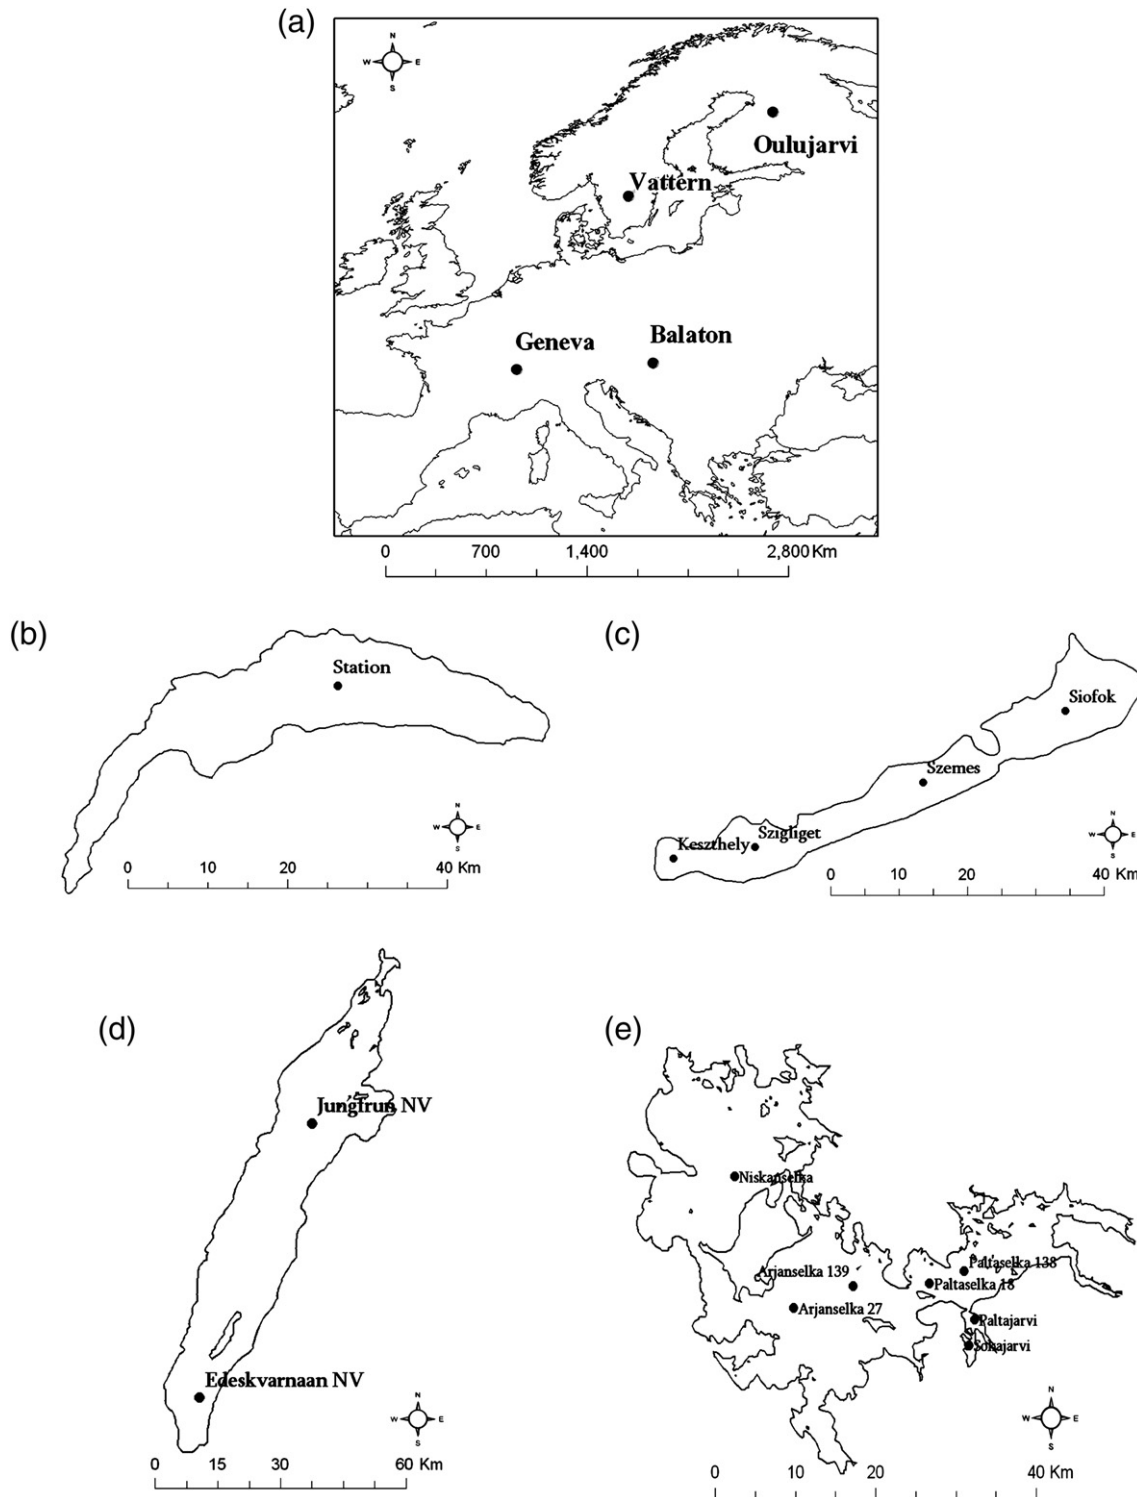 (a)
N
W E
S
Oulujarvi
Vattern
Geneva
Balaton
0 700 1,400 2,800 Km
(b)
Station
N
W E
S
0 10 20 40 Km
(c)
Siofok
Szemes
Szigliget
Keszthely
N
W E
S
0 10 20 40 Km
(d)
Jungfrun NV
Edeskvarnaan NV
N
W E
S
0 15 30 60 Km
(e)
Niskanselka
Arjanselka 139
Paltaselka 138
Paltaselka 18
Arjanselka 27
Paltajarvi
Sokajarvi
N
W E
S
0 10 20 40 Km